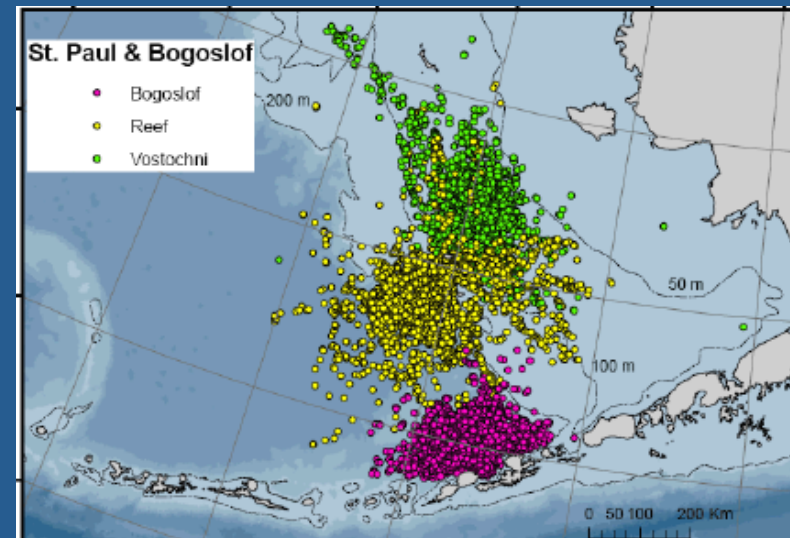 St. Paul & Bogoslof
Bogoslof
Reef
Vostochni
200 m
50 m
100 m
0 50 100 200 Km